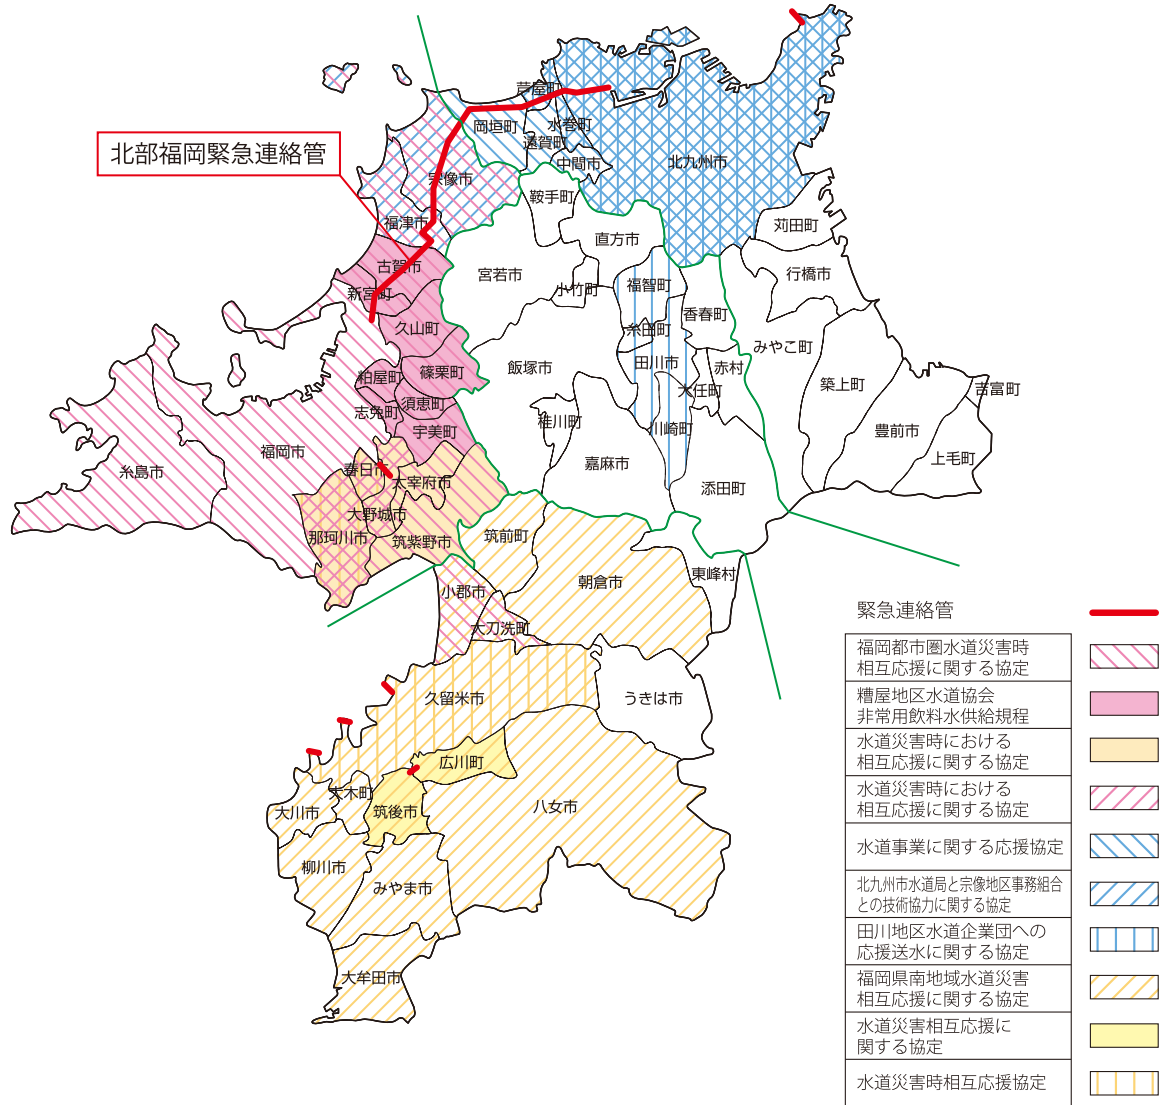 芦屋町
岡垣町
水巻町
遠賀町
中間市
北九州市
北部福岡緊急連絡管
宗像市
鞍手町
福津市
直方市
苅田町
古賀市
宮若市
行橋市
新宮町
小竹町
福智町
久山町
糸田町
香春町
みやこ町
粕屋町
篠栗町
飯塚市
田川市
赤村
大任町
築上町
吉富町
志免町
須恵町
桂川町
川崎町
宇美町
豊前市
福岡市
上毛町
糸島市
春日市
太宰府市
嘉麻市
添田町
大野城市
那珂川市
筑紫野市
筑前町
小郡市
朝倉市
東峰村
大刀洗町
久留米市
うきは市
広川町
大木町
大川市
筑後市
八女市
柳川市
みやま市
大牟田市
緊急連絡管
福岡都市圏水道災害時
相互応援に関する協定
糟屋地区水道協会
非常用飲料水供給規程
水道災害時における
相互応援に関する協定
水道災害時における
相互応援に関する協定
水道事業に関する応援協定
北九州市水道局と宗像地区事務組合
との技術協力に関する協定
田川地区水道企業団への
応援送水に関する協定
福岡県南地域水道災害
相互応援に関する協定
水道災害相互応援に
関する協定
水道災害時相互応援協定